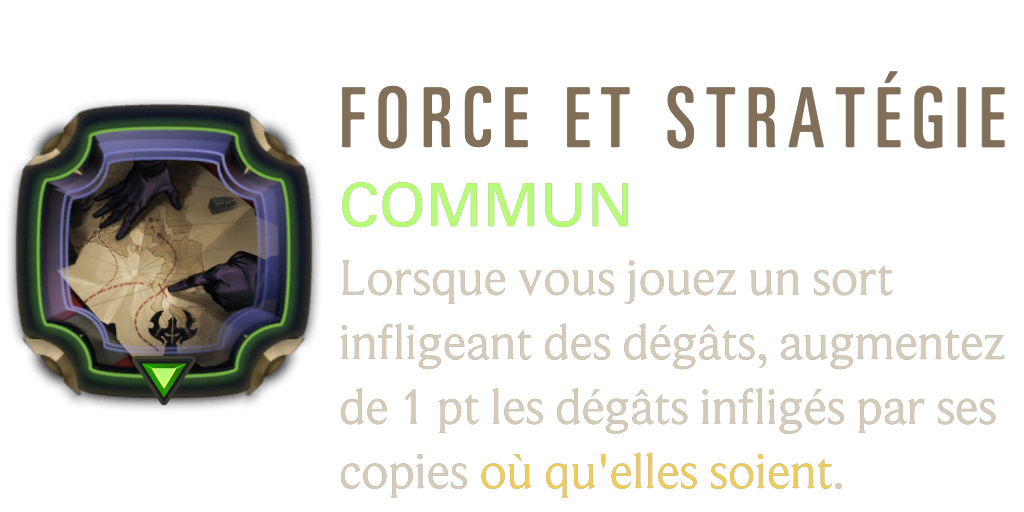 FORCE ET STRATÉGIE
COMMUN
Lorsque vous jouez un sort
infligeant des dégâts, augmentez
de 1 pt les dégâts infligés par ses
copies où qu'elles soient.